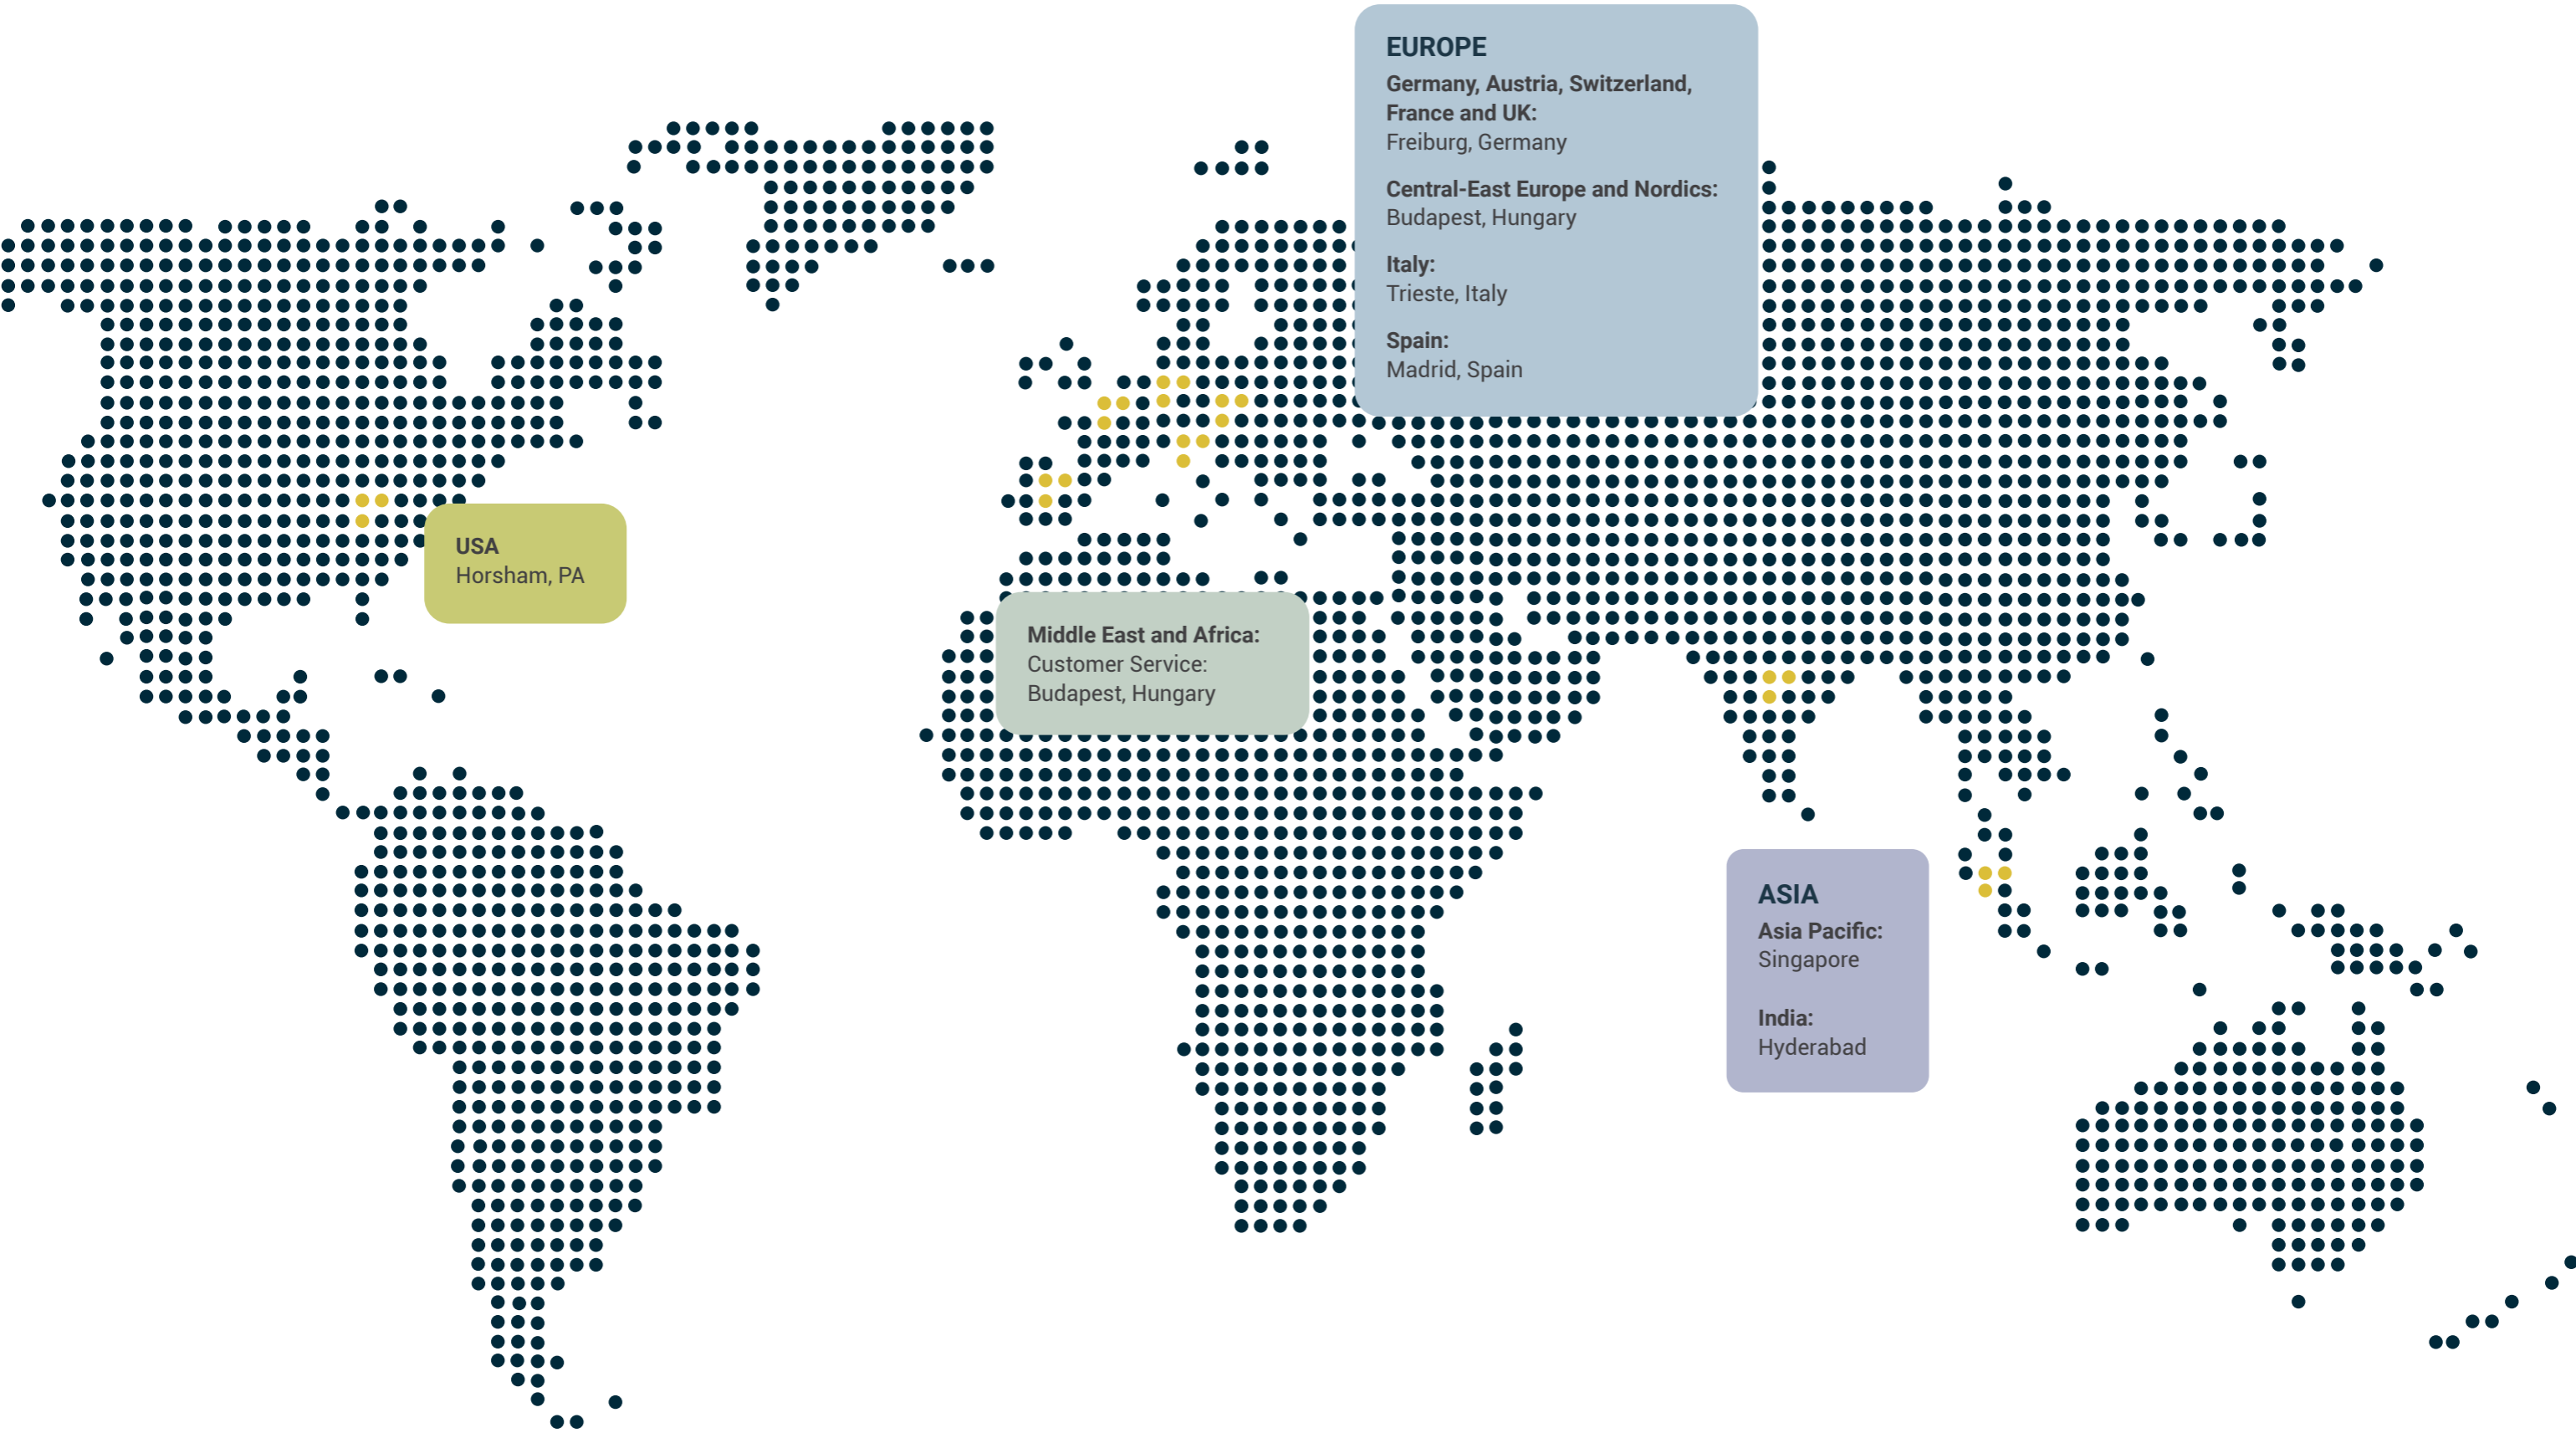 EUROPE
Germany, Austria, Switzerland,
France and UK:
Freiburg, Germany
Central-East Europe and Nordics:
Budapest, Hungary
Italy:
Trieste, Italy
Spain:
Madrid, Spain
USA
Horsham, PA
Middle East and Africa:
Customer Service:
Budapest, Hungary
ASIA
Asia Pacific:
Singapore
India:
Hyderabad